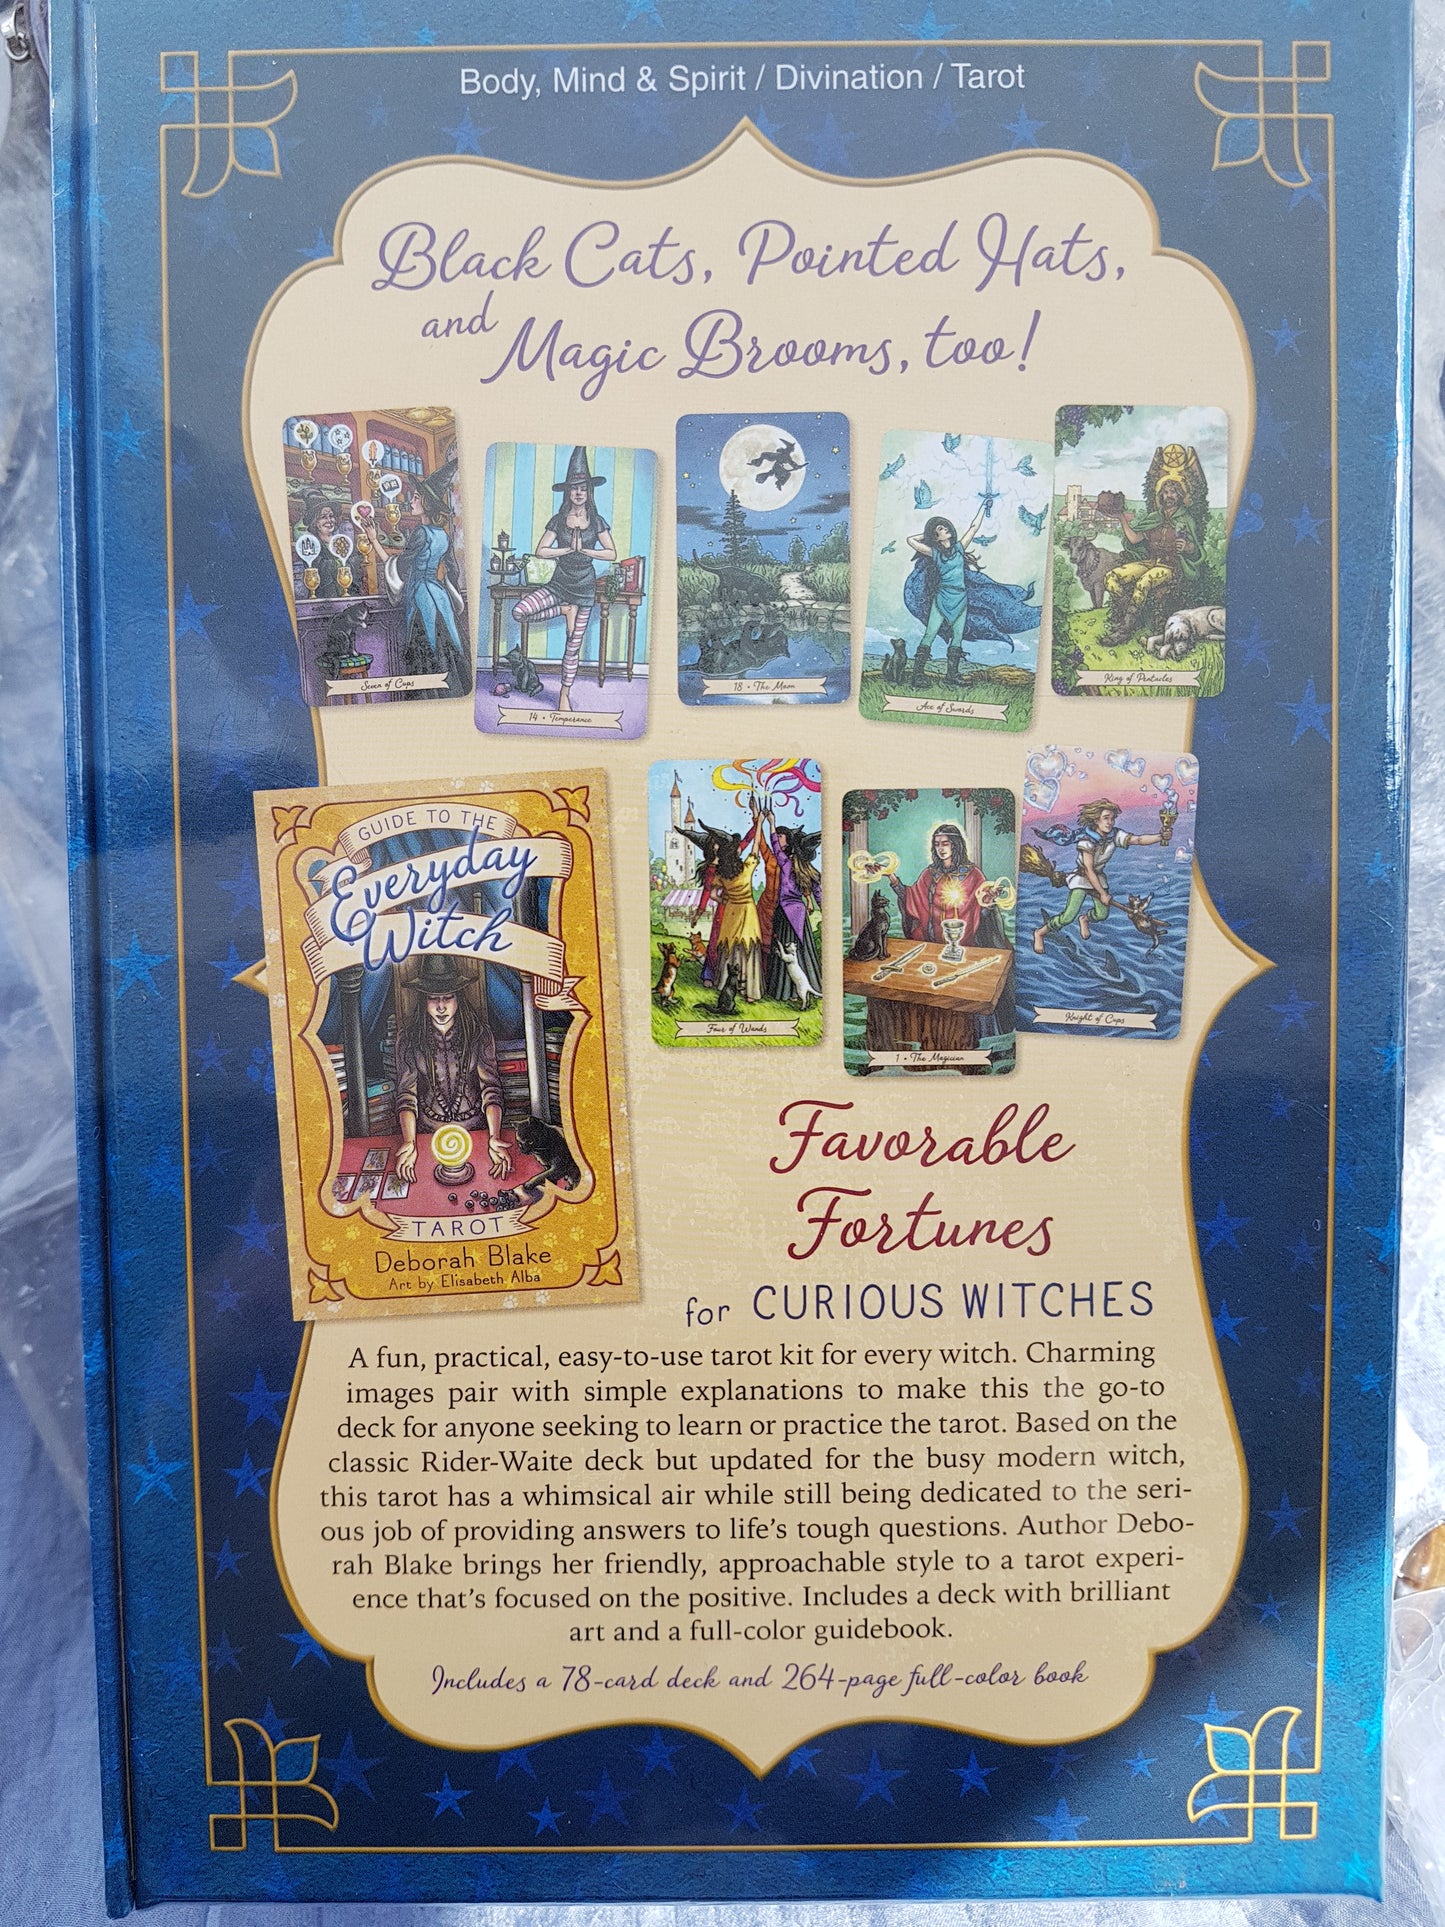 Body, Mind & Spirit / Divination / Tarot
Black Cats, Pointed Hats,
and Magic Brooms, too!
Seven of Cups
14 • Temperance
18 • The Moon
Ace of Swords
King of Pentacles
GUIDE TO THE
Everyday
Witch
TAROT
Deborah Blake
Art by Elisabeth Alba
Four of Wands
1 • The Magician
Knight of Cups
Favorable
Fortunes
for CURIOUS WITCHES
A fun, practical, easy-to-use tarot kit for every witch. Charming
images pair with simple explanations to make this the go-to
deck for anyone seeking to learn or practice the tarot. Based on the
classic Rider-Waite deck but updated for the busy modern witch,
this tarot has a whimsical air while still being dedicated to the seri-
ous job of providing answers to life's tough questions. Author Debo-
rah Blake brings her friendly, approachable style to a tarot experi-
ence that's focused on the positive. Includes a deck with brilliant
art and a full-color guidebook.
Includes a 78-card deck and 264-page full-color book